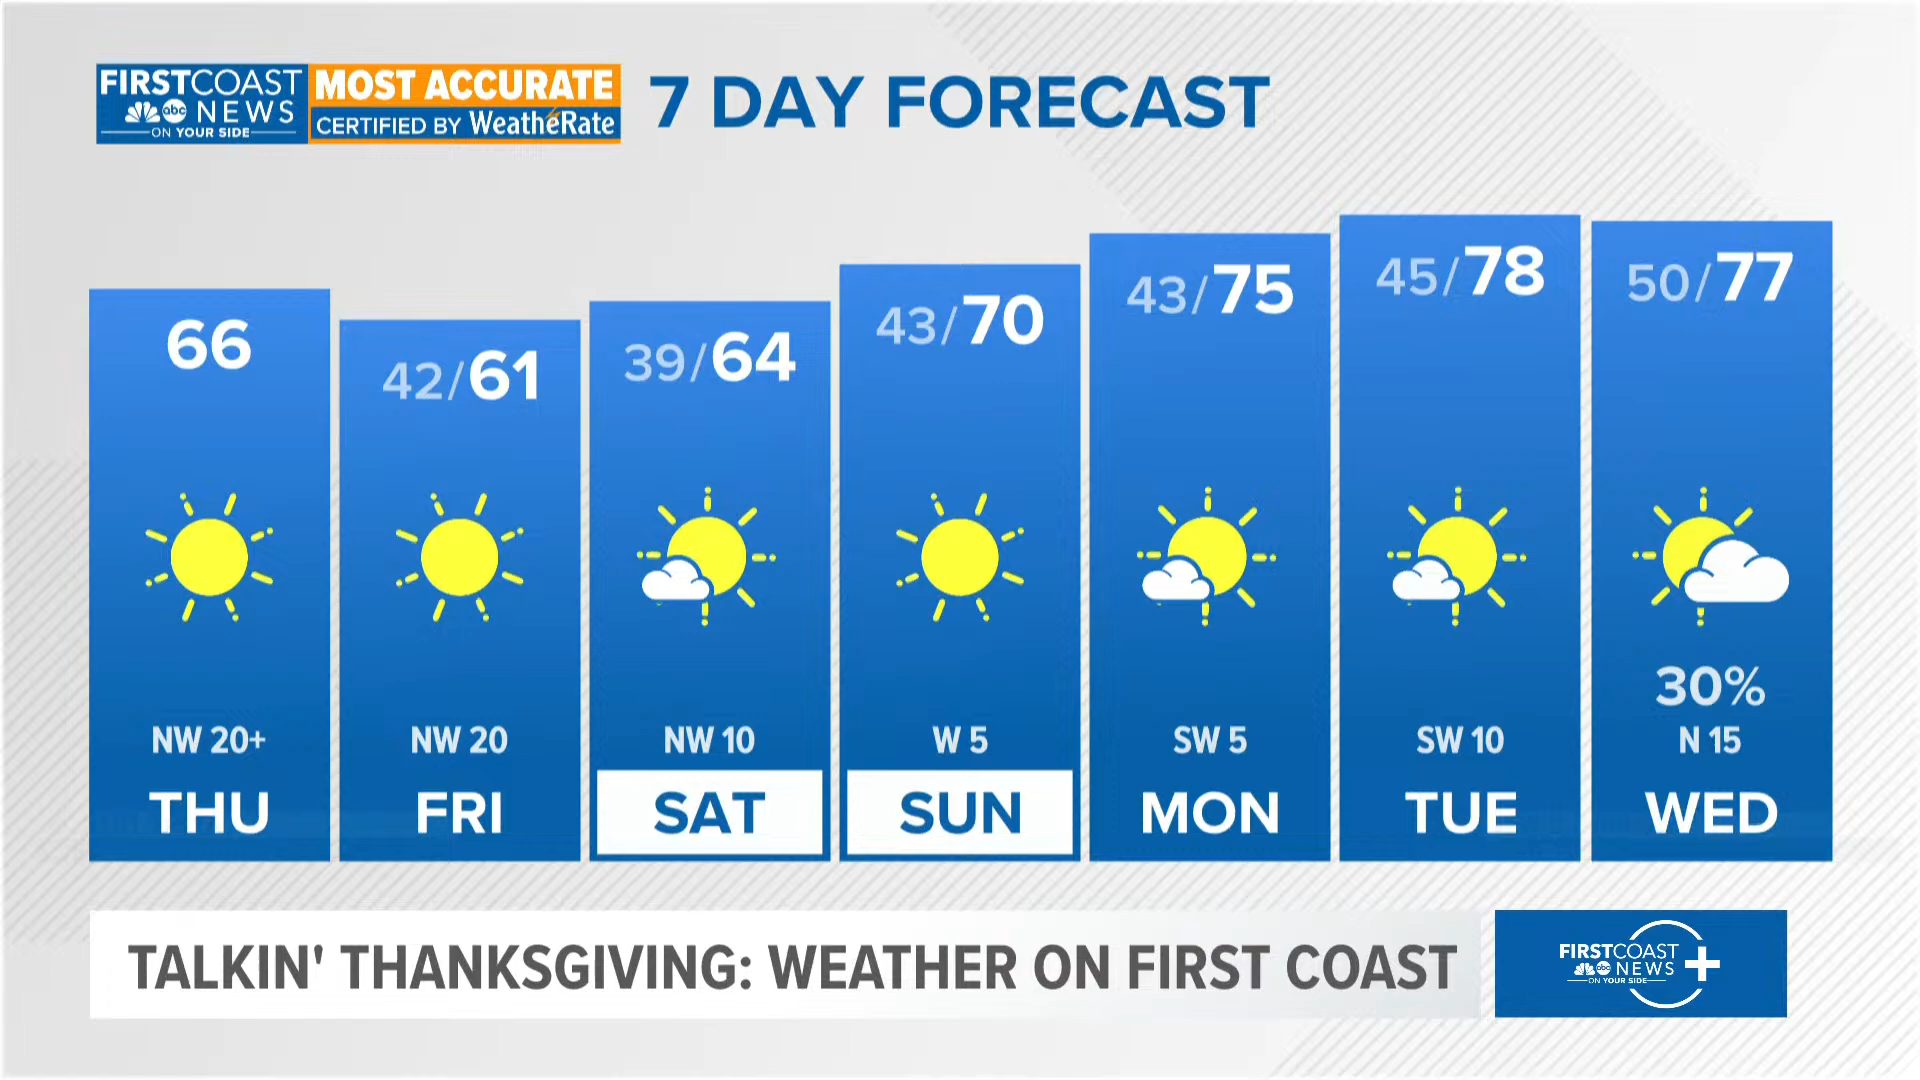 FIRSTCOAST
abc NEWS
ON YOUR SIDE
MOST ACCURATE
CERTIFIED BY WeatheRate
7 DAY FORECAST
66
NW 20+
THU
42/61
NW 20
FRI
39/64
NW 10
SAT
43/70
W 5
SUN
43/75
SW 5
MON
45/78
SW 10
TUE
50/77
30%
N 15
WED
TALKIN' THANKSGIVING: WEATHER ON FIRST COAST
FIRSTCOAST
abc NEWS +
ON YOUR SIDE